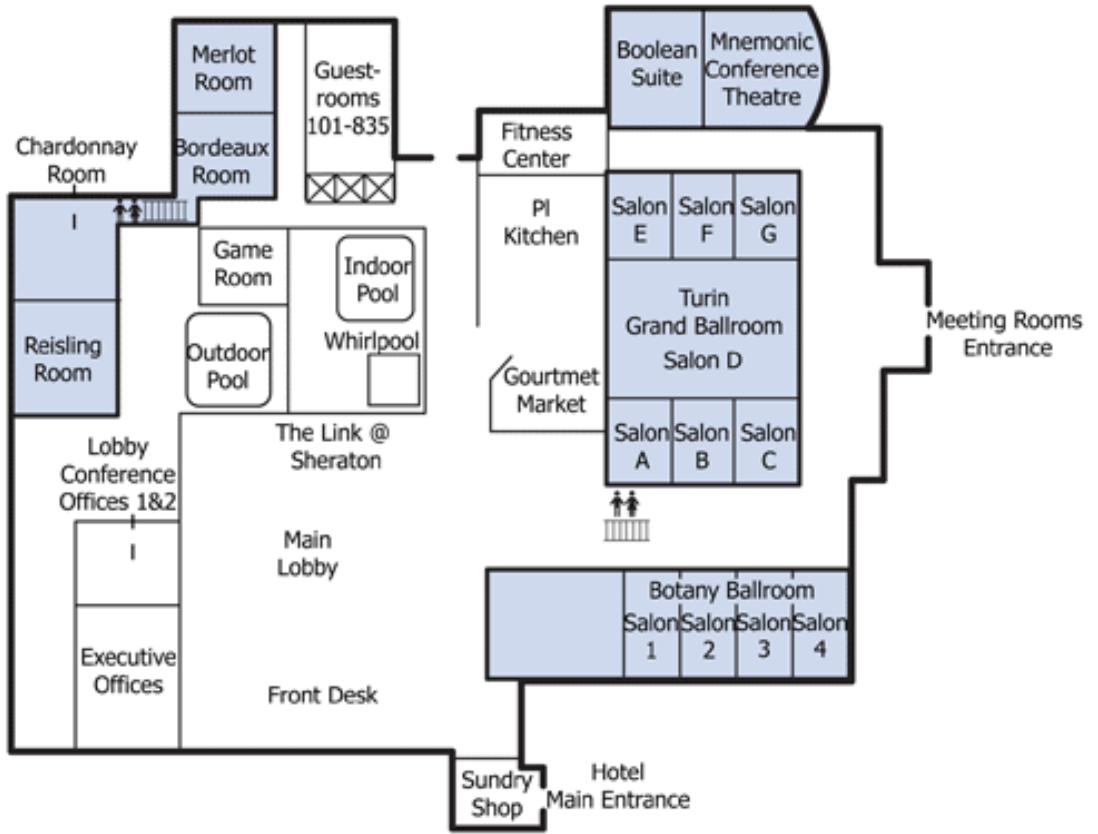 Merlot
Room
Guest-
rooms
101-835
Boolean
Suite
Mnemonic
Conference
Theatre
Chardonnay
Room
Bordeaux
Room
Fitness
Center
PI
Kitchen
Salon
E
Salon
F
Salon
G
Game
Room
Indoor
Pool
Turin
Grand Ballroom
Salon D
Meeting Rooms
Entrance
Reisling
Room
Outdoor
Pool
Whirlpool
Gourtmet
Market
The Link @
Sheraton
Salon
A
Salon
B
Salon
C
Lobby
Conference
Offices 1&2
Main
Lobby
Botany Ballroom
Salon
1
Salon
2
Salon
3
Salon
4
Executive
Offices
Front Desk
Sundry
Shop
Hotel
Main Entrance